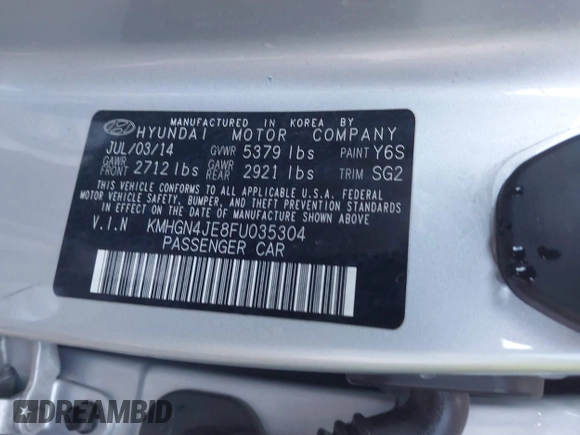 MANUFACTURED IN KOREA BY
HYUNDAI MOTOR COMPANY
JUL/03/14 GVWR 5379 lbs PAINT Y6S
GAWR FRONT 2712 lbs GAWR REAR 2921 lbs TRIM SG2
THIS VEHICLE CONFORMS TO ALL APPLICABLE U.S.A. FEDERAL
MOTOR VEHICLE SAFETY, BUMPER, AND THEFT PREVENTION
STANDARDS IN EFFECT ON THE DATE OF MANUFACTURE SHOWN ABOVE.
V.I.N KMHGN4JE8FU035304
PASSENGER CAR
DREAMBID